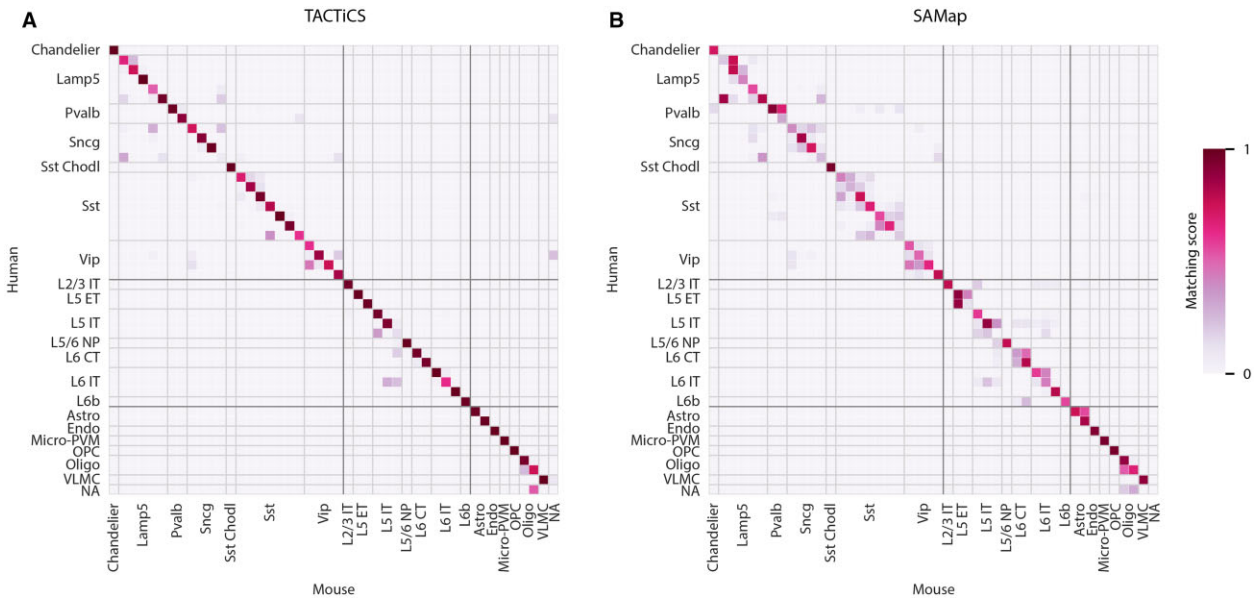 A
TACTiCS
B
SAMap
Chandelier
Lamp5
Pvalb
Sncg
Sst Chodl
Sst
Vip
L2/3 IT
L5 ET
L5 IT
L5/6 NP
L6 CT
L6 IT
L6b
Astro
Endo
Micro-PVM
OPC
Oligo
VLMC
NA
Human
Chandelier
Lamp5
Pvalb
Sncg
Sst Chodl
Sst
Vip
L2/3 IT
L5 ET
L5 IT
L5/6 NP
L6 CT
L6 IT
L6b
Astro
Endo
Micro-PVM
OPC
Oligo
VLMC
NA
Mouse
Chandelier
Lamp5
Pvalb
Sncg
Sst Chodl
Sst
Vip
L2/3 IT
L5 ET
L5 IT
L5/6 NP
L6 CT
L6 IT
L6b
Astro
Endo
Micro-PVM
OPC
Oligo
VLMC
NA
Human
Chandelier
Lamp5
Pvalb
Sncg
Sst Chodl
Sst
Vip
L2/3 IT
L5 ET
L5 IT
L5/6 NP
L6 CT
L6 IT
L6b
Astro
Endo
Micro-PVM
OPC
Oligo
VLMC
NA
Mouse
1
Matching score
0